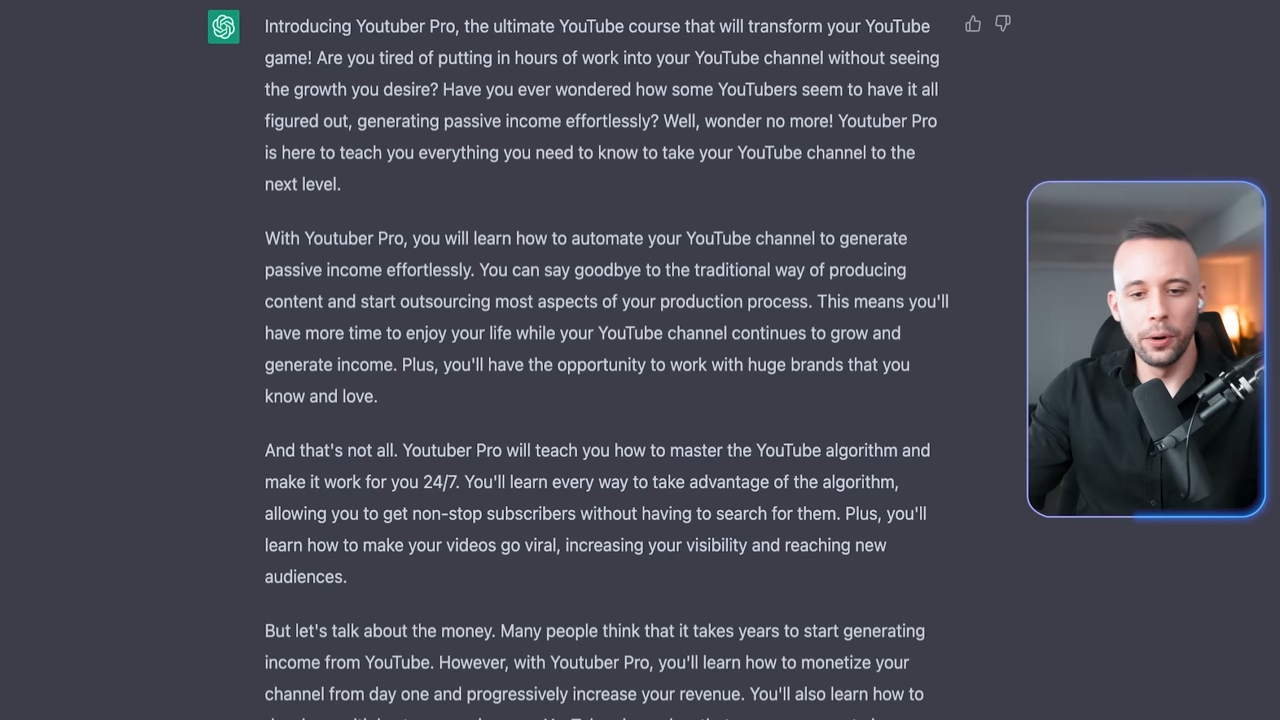 Introducing Youtuber Pro, the ultimate YouTube course that will transform your YouTube
game! Are you tired of putting in hours of work into your YouTube channel without seeing
the growth you desire? Have you ever wondered how some YouTubers seem to have it all
figured out, generating passive income effortlessly? Well, wonder no more! Youtuber Pro
is here to teach you everything you need to know to take your YouTube channel to the
next level.
With Youtuber Pro, you will learn how to automate your YouTube channel to generate
passive income effortlessly. You can say goodbye to the traditional way of producing
content and start outsourcing most aspects of your production process. This means you'll
have more time to enjoy your life while your YouTube channel continues to grow and
generate income. Plus, you'll have the opportunity to work with huge brands that you
know and love.
And that's not all. Youtuber Pro will teach you how to master the YouTube algorithm and
make it work for you 24/7. You'll learn every way to take advantage of the algorithm,
allowing you to get non-stop subscribers without having to search for them. Plus, you'll
learn how to make your videos go viral, increasing your visibility and reaching new
audiences.
But let's talk about the money. Many people think that it takes years to start generating
income from YouTube. However, with Youtuber Pro, you'll learn how to monetize your
channel from day one and progressively increase your revenue. You'll also learn how to